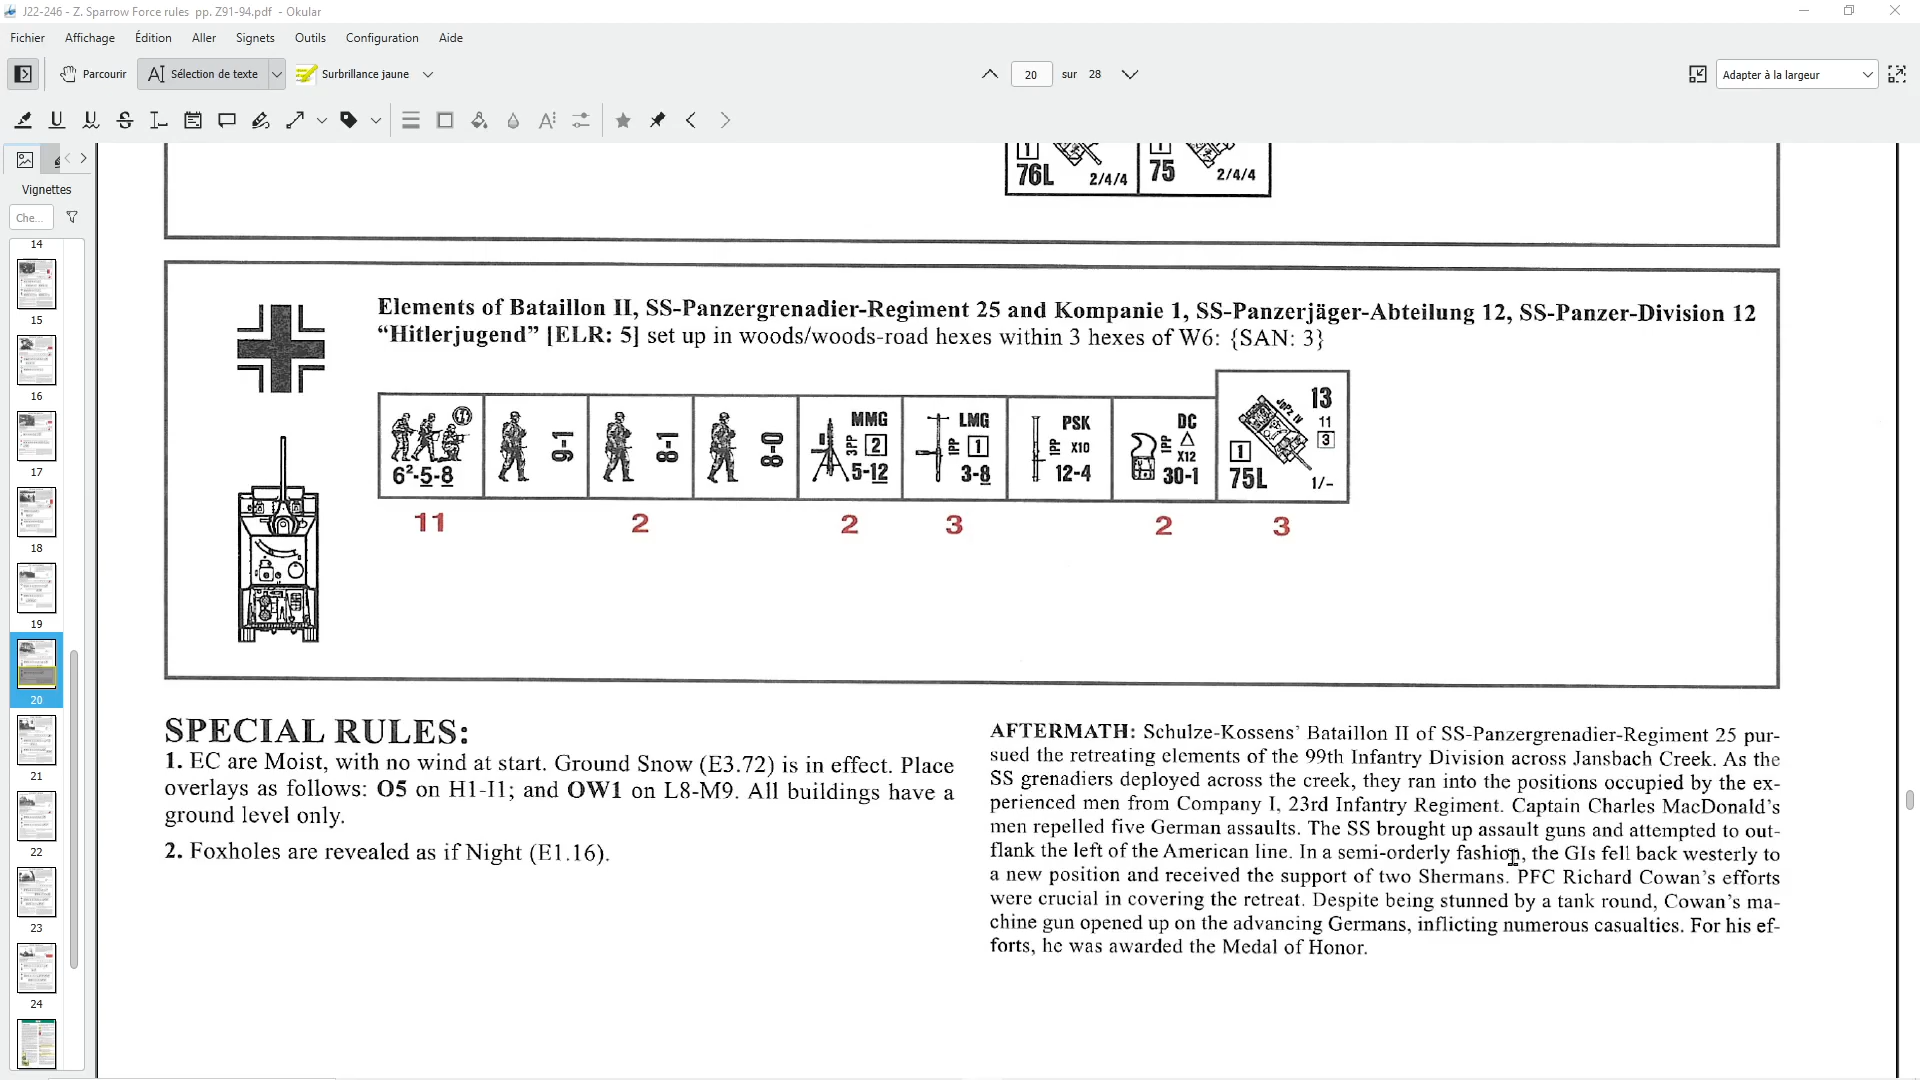 J22-246 - Z. Sparrow Force rules  pp. Z91-94.pdf  - Okular
Fichier Affichage Édition Aller Signets Outils Configuration Aide
Parcourir Sélection de texte Surbrillance jaune 20 sur 28 Adapter à la largeur
Vignettes
Che...
14
15
16
17
18
19
20
21
22
23
24
1 76L 2/4/4 1 75 2/4/4
Elements of Bataillon II, SS-Panzergrenadier-Regiment 25 and Kompanie 1, SS-Panzerjäger-Abteilung 12, SS-Panzer-Division 12
“Hitlerjugend” [ELR: 5] set up in woods/woods-road hexes within 3 hexes of W6: {SAN: 3}
6²-5-8
9-1
8-1
8-0
MMG 3PP 2 5-12
LMG 1PP 1 3-8
PSK 1PP X10 12-4
DC 1PP X12 30-1
JgPz IV 13 11 3 1 75L 1/–
11 2 2 3 2 3
SPECIAL RULES:
1. EC are Moist, with no wind at start. Ground Snow (E3.72) is in effect. Place
overlays as follows: O5 on H1-I1; and OW1 on L8-M9. All buildings have a
ground level only.
2. Foxholes are revealed as if Night (E1.16).
AFTERMATH: Schulze-Kossens’ Bataillon II of SS-Panzergrenadier-Regiment 25 pur-
sued the retreating elements of the 99th Infantry Division across Jansbach Creek. As the
SS grenadiers deployed across the creek, they ran into the positions occupied by the ex-
perienced men from Company I, 23rd Infantry Regiment. Captain Charles MacDonald’s
men repelled five German assaults. The SS brought up assault guns and attempted to out-
flank the left of the American line. In a semi-orderly fashion, the GIs fell back westerly to
a new position and received the support of two Shermans. PFC Richard Cowan’s efforts
were crucial in covering the retreat. Despite being stunned by a tank round, Cowan’s ma-
chine gun opened up on the advancing Germans, inflicting numerous casualties. For his ef-
forts, he was awarded the Medal of Honor.